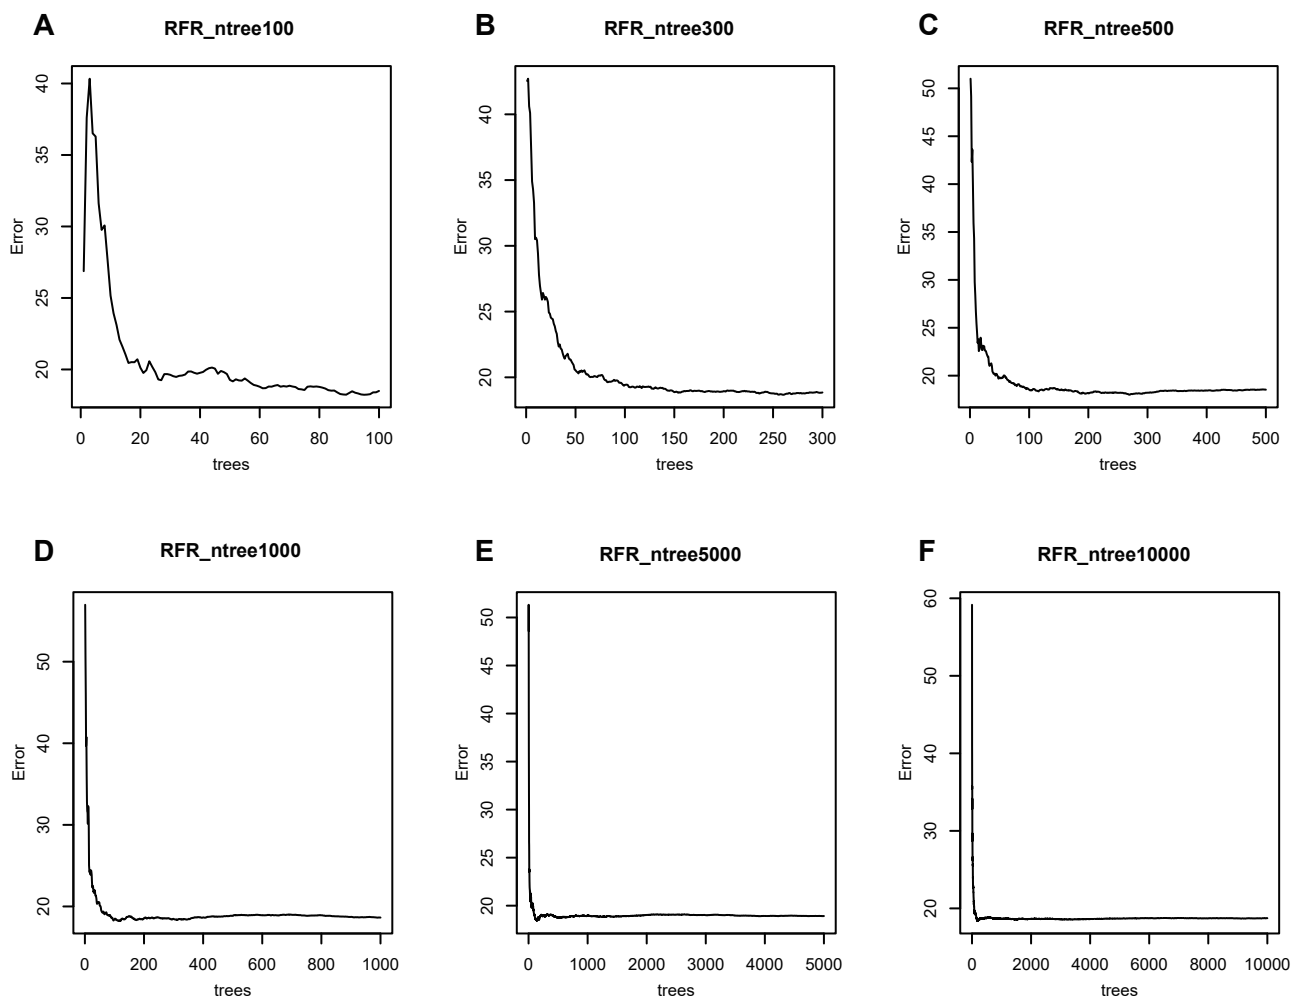 A
RFR_ntree100
Error
40
35
30
25
20
0 20 40 60 80 100
trees
B
RFR_ntree300
Error
40
35
30
25
20
0 50 100 150 200 250 300
trees
C
RFR_ntree500
Error
50
45
40
35
30
25
20
0 100 200 300 400 500
trees
D
RFR_ntree1000
Error
50
40
30
20
0 200 400 600 800 1000
trees
E
RFR_ntree5000
Error
50
45
40
35
30
25
20
0 1000 2000 3000 4000 5000
trees
F
RFR_ntree10000
Error
60
50
40
30
20
0 2000 4000 6000 8000 10000
trees